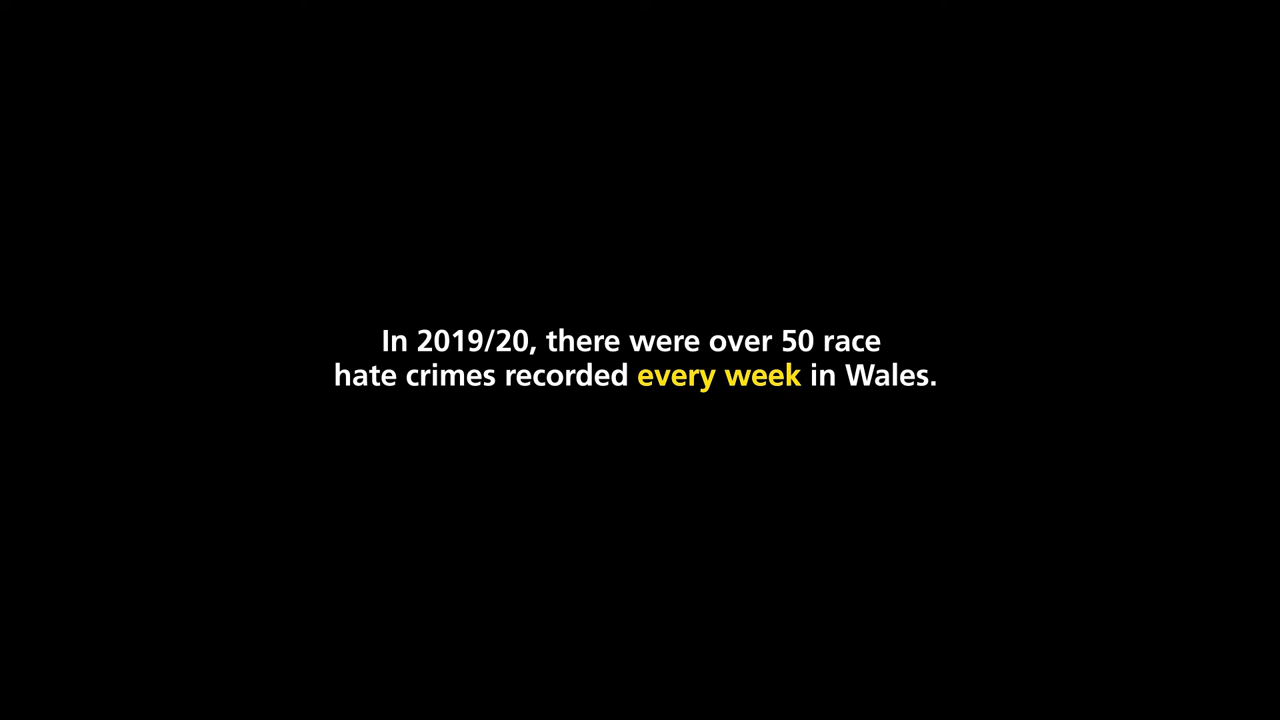 In 2019/20, there were over 50 race
hate crimes recorded every week in Wales.